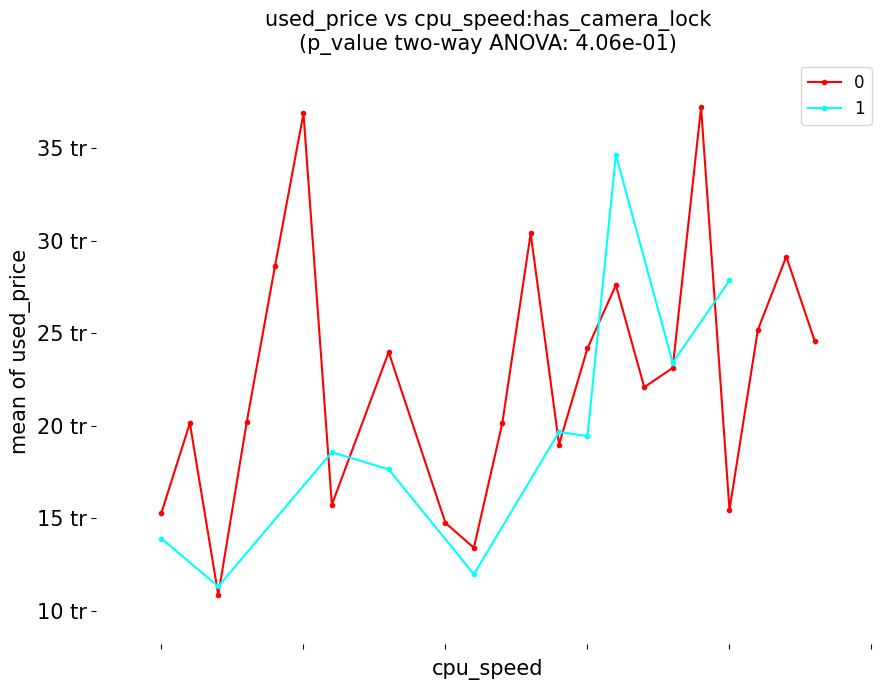 used_price vs cpu_speed:has_camera_lock
(p_value two-way ANOVA: 4.06e-01)
0
1
35 tr
30 tr
25 tr
20 tr
15 tr
10 tr
mean of used_price
cpu_speed